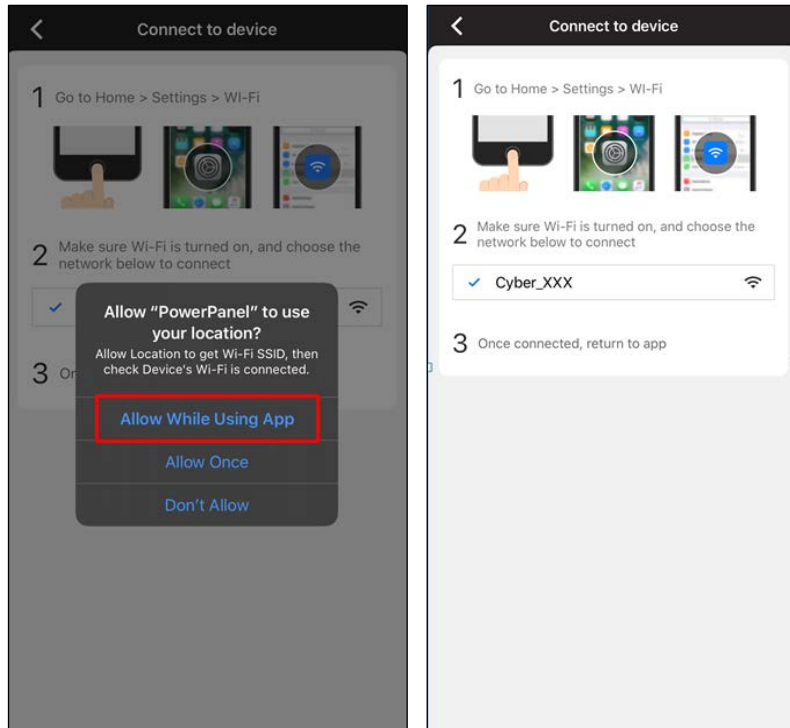 Connect to device
1 Go to Home > Settings > WI-Fi
2 Make sure Wi-Fi is turned on, and choose the
network below to connect
Allow “PowerPanel” to use
your location?
Allow Location to get Wi-Fi SSID, then
check Device's Wi-Fi is connected.
3 Or
Allow While Using App
Allow Once
Don't Allow
Connect to device
1 Go to Home > Settings > WI-Fi
2 Make sure Wi-Fi is turned on, and choose the
network below to connect
Cyber_XXX
3 Once connected, return to app